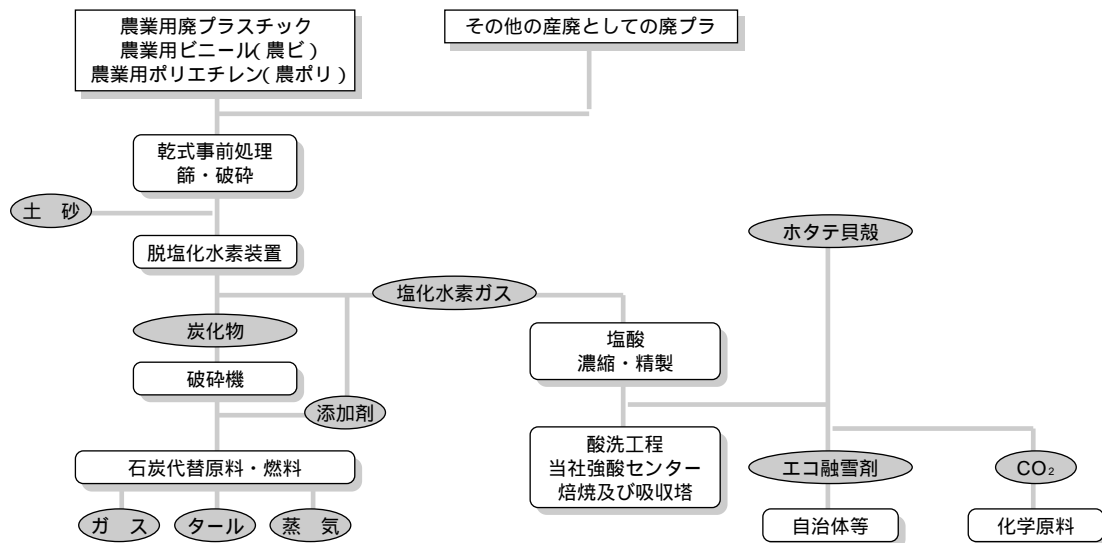 農業用廃プラスチック
農業用ビニール(農ビ)
農業用ポリエチレン(農ポリ)
その他の産廃としての廃プラ
乾式事前処理
篩・破砕
土　砂
脱塩化水素装置
ホタテ貝殻
塩化水素ガス
炭化物
塩酸
濃縮・精製
破砕機
添加剤
酸洗工程
当社強酸センター
焙焼及び吸収塔
石炭代替原料・燃料
エコ融雪剤
CO₂
ガ　ス
タール
蒸　気
自治体等
化学原料